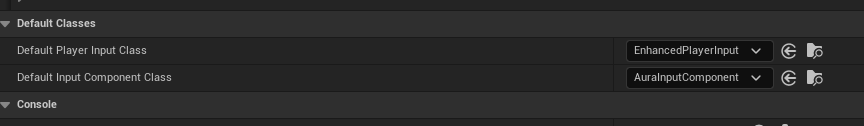 Default Classes
Default Player Input Class EnhancedPlayerInput
Default Input Component Class AuraInputComponent
Console